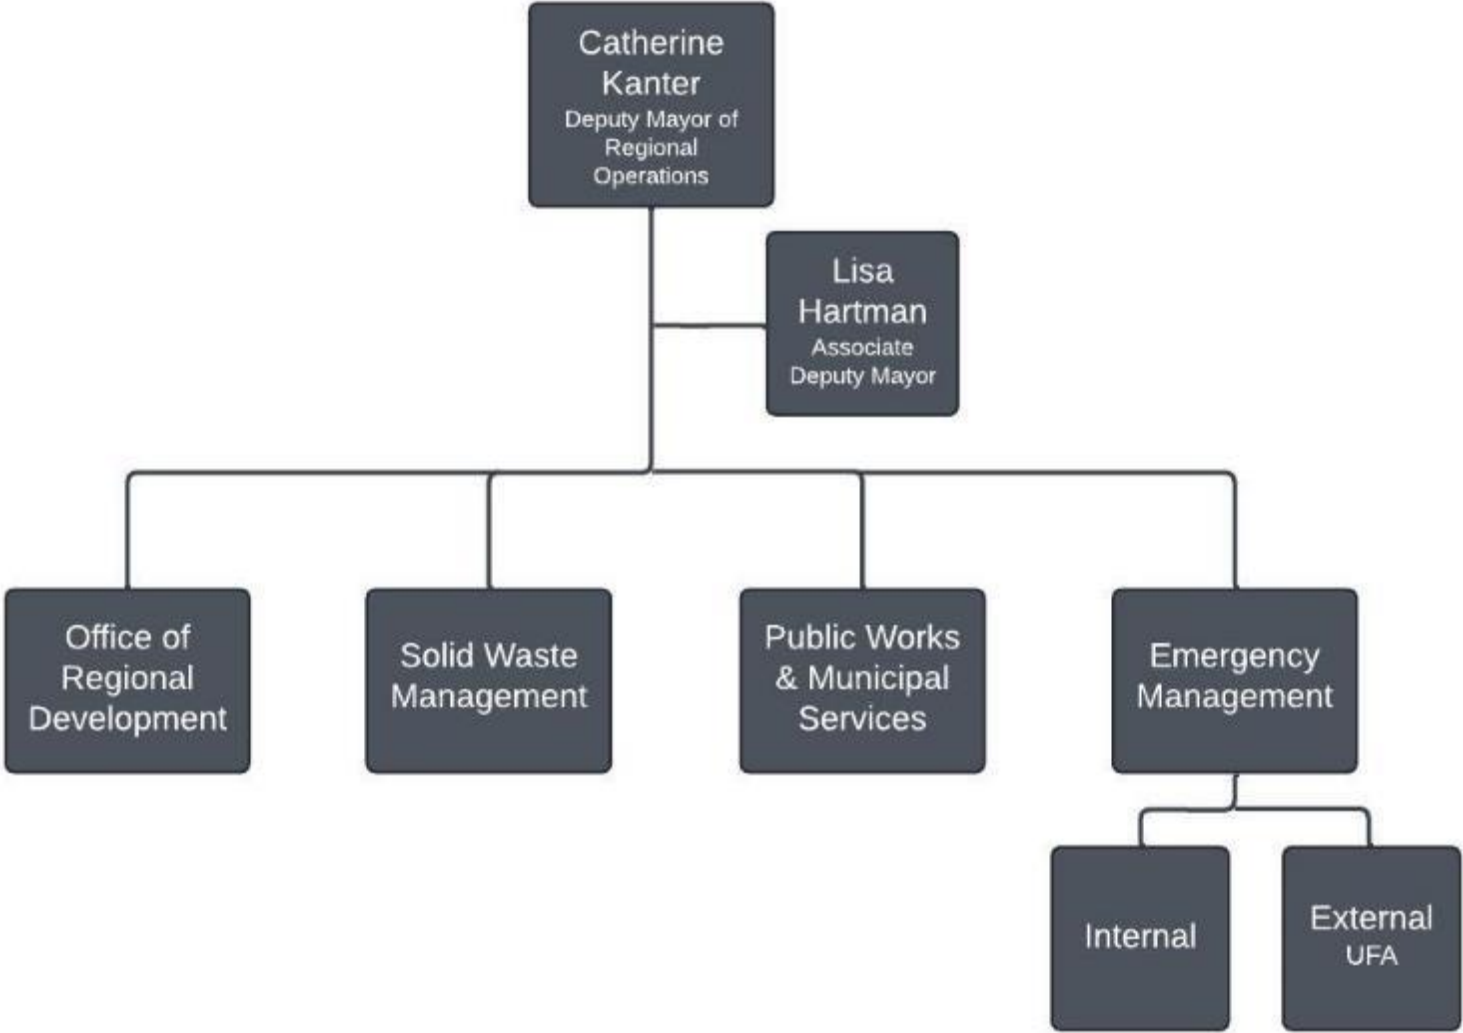 Catherine
Kanter
Deputy Mayor of
Regional
Operations
Lisa
Hartman
Associate
Deputy Mayor
Office of
Regional
Development
Solid Waste
Management
Public Works
& Municipal
Services
Emergency
Management
Internal
External
UFA